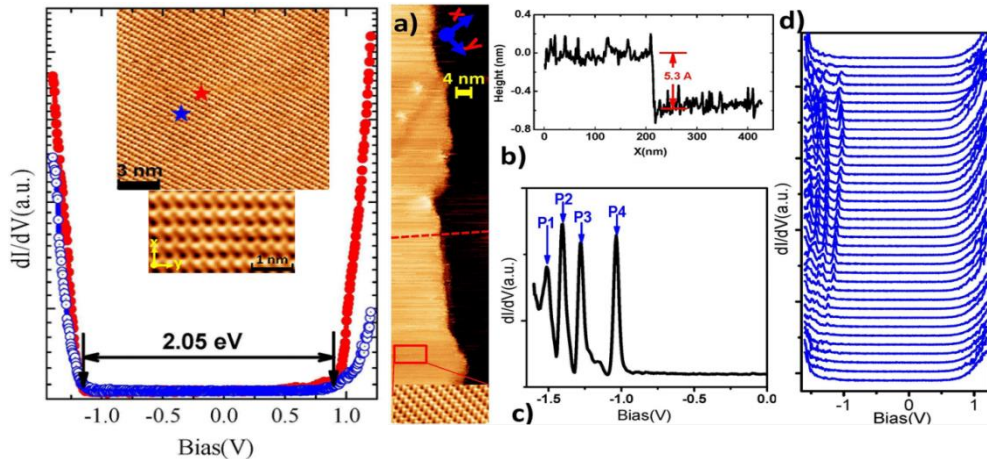 dI/dV(a.u.)
3 nm
x
y
1 nm
2.05 eV
-1.0
-0.5
0.0
0.5
1.0
Bias(V)
a)
X
Y
4 nm
Height (nm)
0.4
0.0
-0.4
-0.8
5.3 A
0
100
200
300
400
X(nm)
b)
dI/dV(a.u.)
P1
P2
P3
P4
-1.5
-1.0
-0.5
0.0
c)
Bias(V)
d)
dI/dV(a.u.)
-1
0
1
Bias(V)